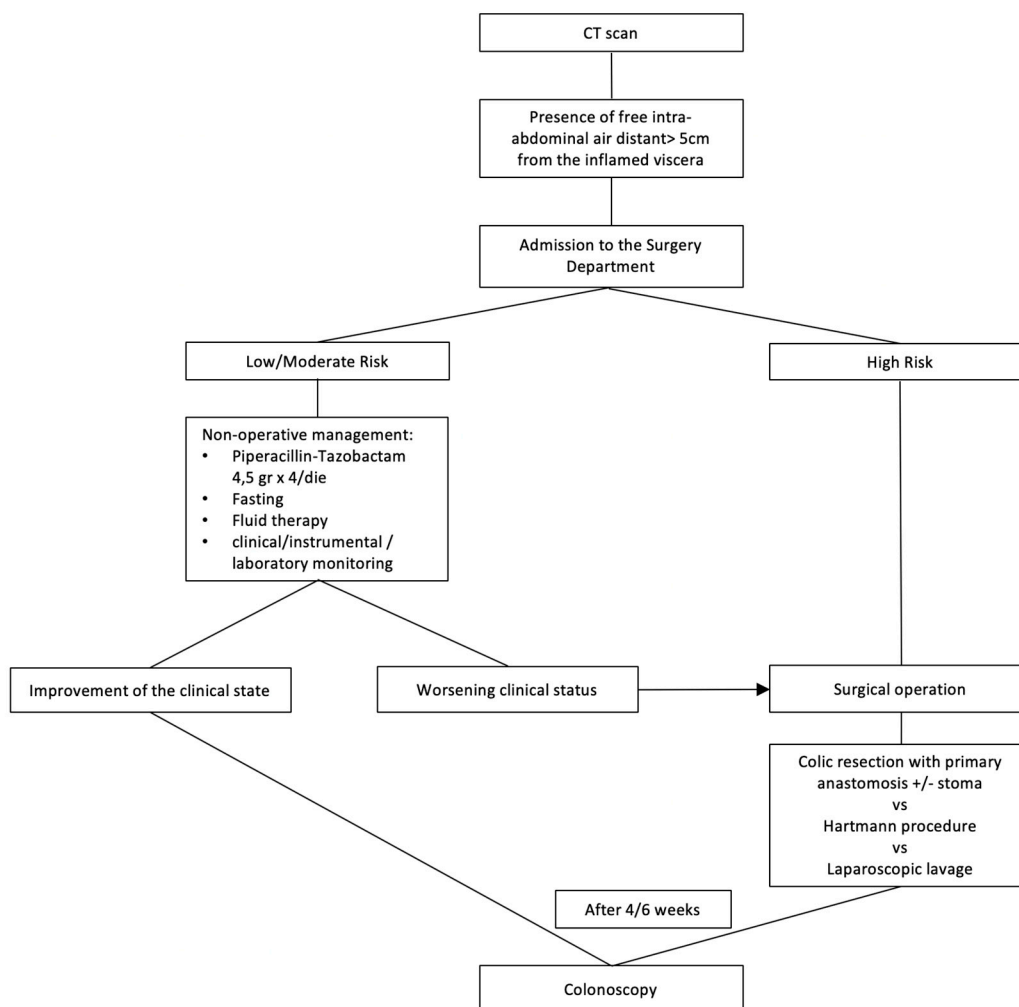 CT scan
Presence of free intra-
abdominal air distant> 5cm
from the inflamed viscera
Admission to the Surgery
Department
Low/Moderate Risk
High Risk
Non-operative management:
• Piperacillin-Tazobactam
4,5 gr x 4/die
• Fasting
• Fluid therapy
• clinical/instrumental /
laboratory monitoring
Improvement of the clinical state
Worsening clinical status
Surgical operation
Colic resection with primary
anastomosis +/- stoma
vs
Hartmann procedure
vs
Laparoscopic lavage
After 4/6 weeks
Colonoscopy